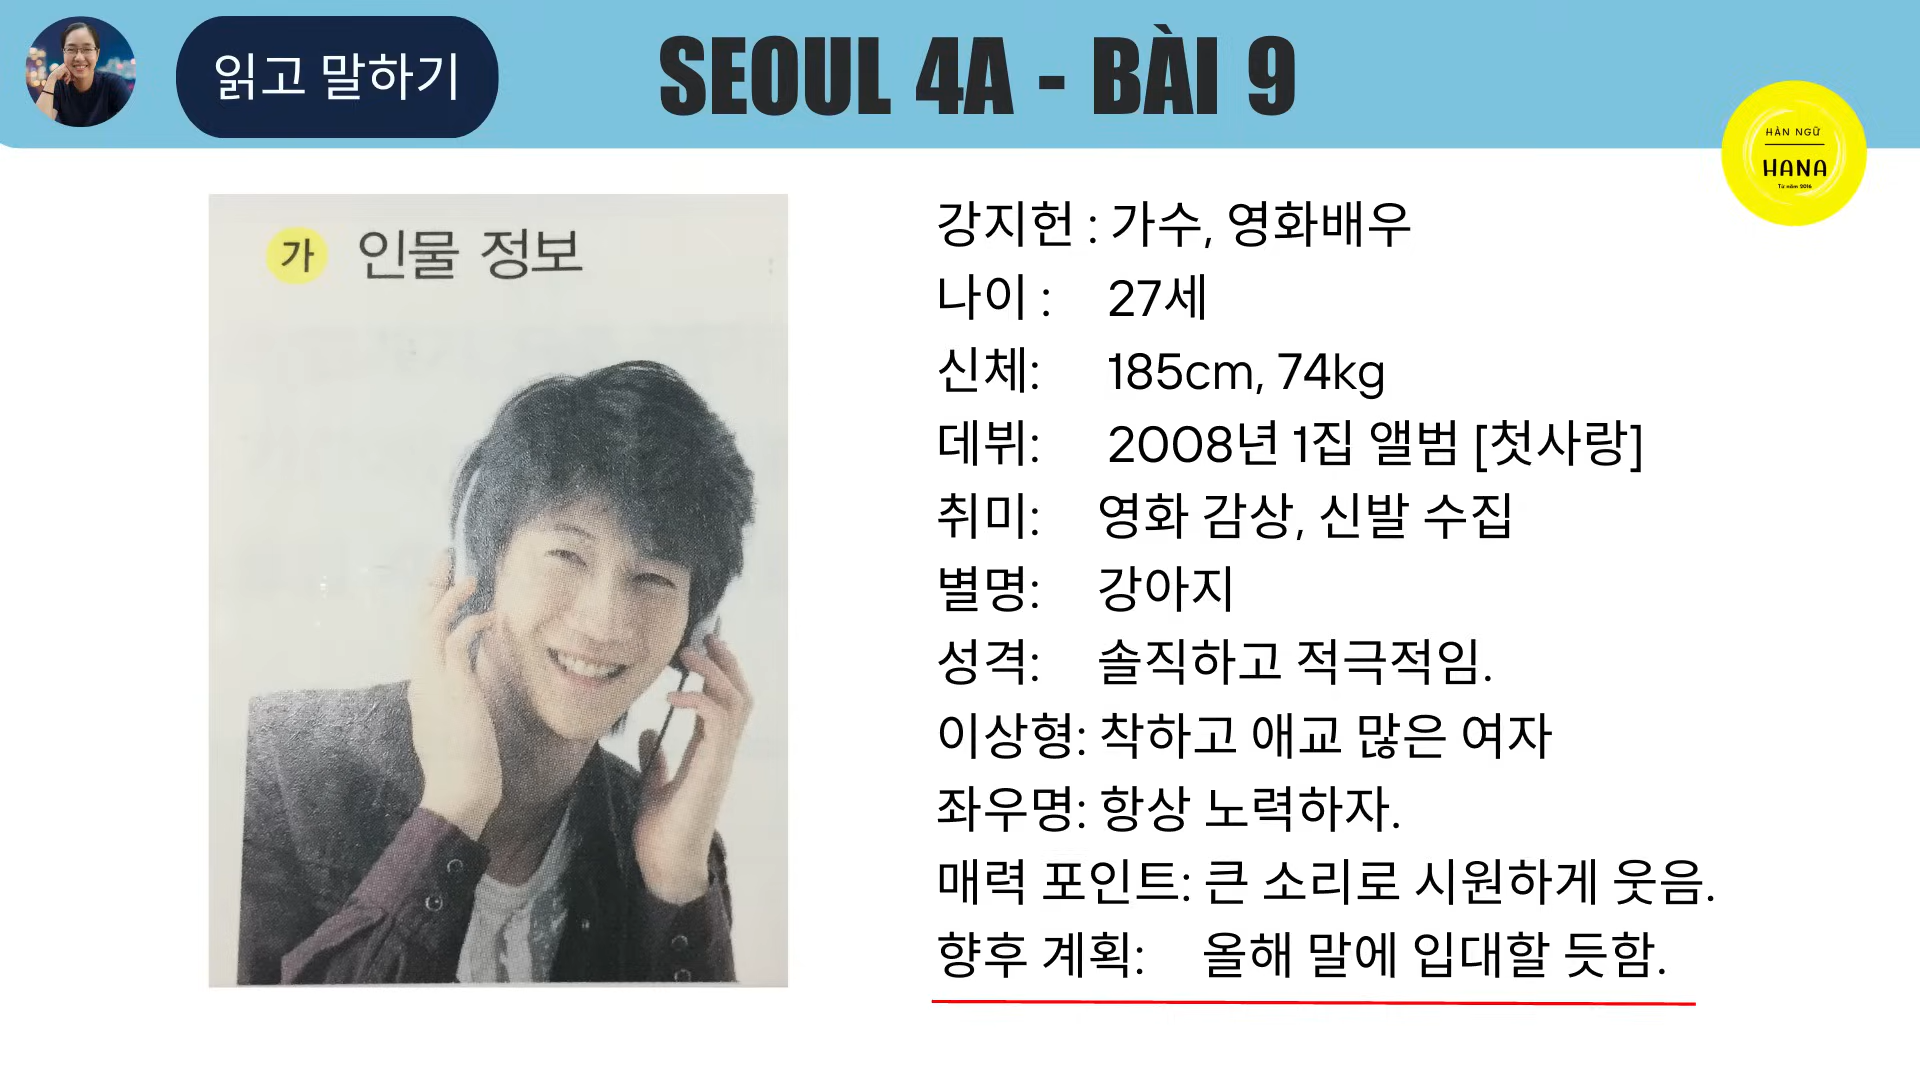 읽고 말하기
SEOUL 4A - BÀI 9
HÀN NGỮ
HANA
Từ năm 2016
가 인물 정보
강지헌 : 가수, 영화배우
나이 : 27세
신체: 185cm, 74kg
데뷔: 2008년 1집 앨범 [첫사랑]
취미: 영화 감상, 신발 수집
별명: 강아지
성격: 솔직하고 적극적임.
이상형: 착하고 애교 많은 여자
좌우명: 항상 노력하자.
매력 포인트: 큰 소리로 시원하게 웃음.
향후 계획: 올해 말에 입대할 듯함.